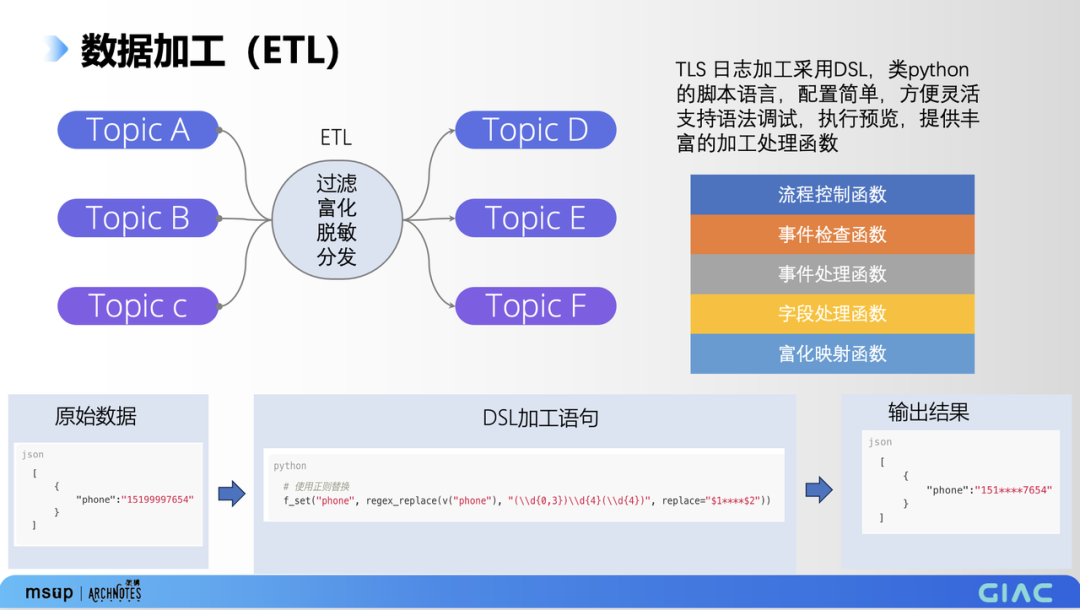 数据加工（ETL）
Topic A
Topic B
Topic c
ETL
过滤
富化
脱敏
分发
Topic D
Topic E
Topic F
TLS 日志加工采用DSL，类python
的脚本语言，配置简单，方便灵活
支持语法调试，执行预览，提供丰
富的加工处理函数
流程控制函数
事件检查函数
事件处理函数
字段处理函数
富化映射函数
原始数据
json
[
{
"phone":"15199997654"
}
]
DSL加工语句
python
# 使用正则替换
f_set("phone", regex_replace(v("phone"), "(\\d{0,3})\\d{4}(\\d{4})", replace="$1****$2"))
输出结果
json
[
{
"phone":"151****7654"
}
]
msup | ARCHNOTES
GIAC